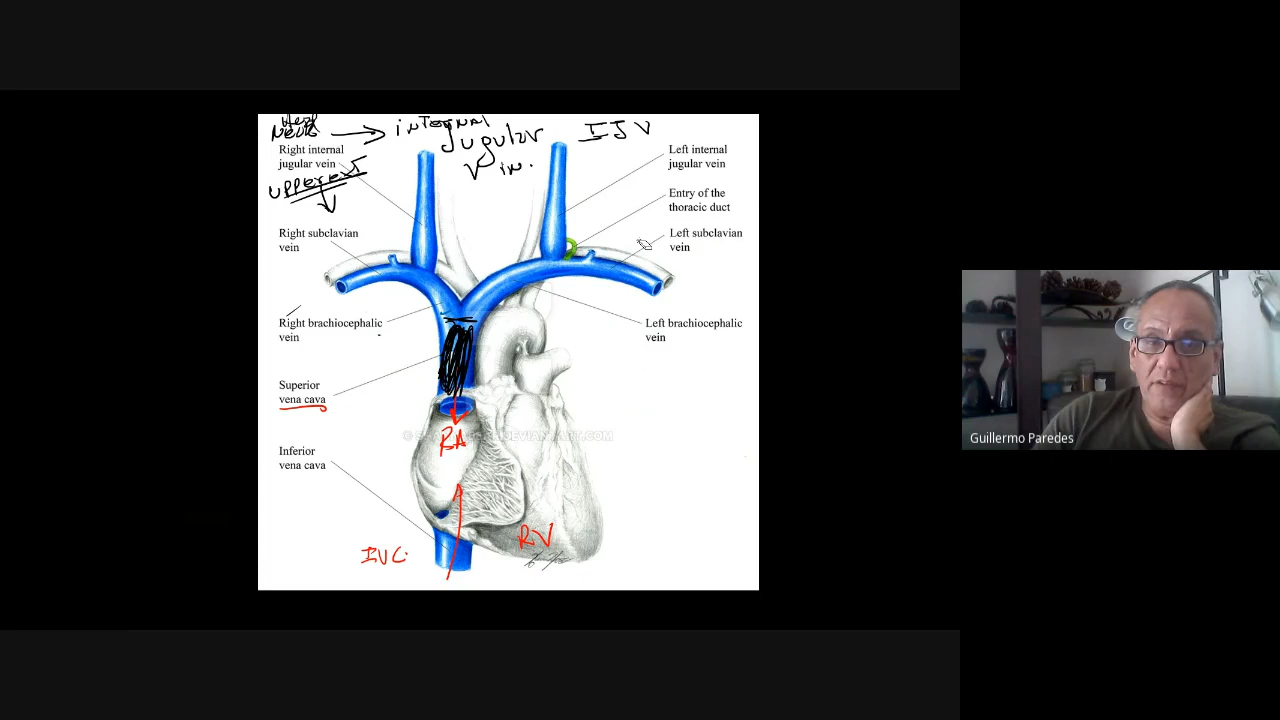 Head
Neck → internal
jugular
vein.
IJV
Right internal
jugular vein
upper ext
Right subclavian
vein
Right brachiocephalic
vein
Superior
vena cava
Inferior
vena cava
Left internal
jugular vein
Entry of the
thoracic duct
Left subclavian
vein
Left brachiocephalic
vein
RA
RV
IVC
Guillermo Paredes